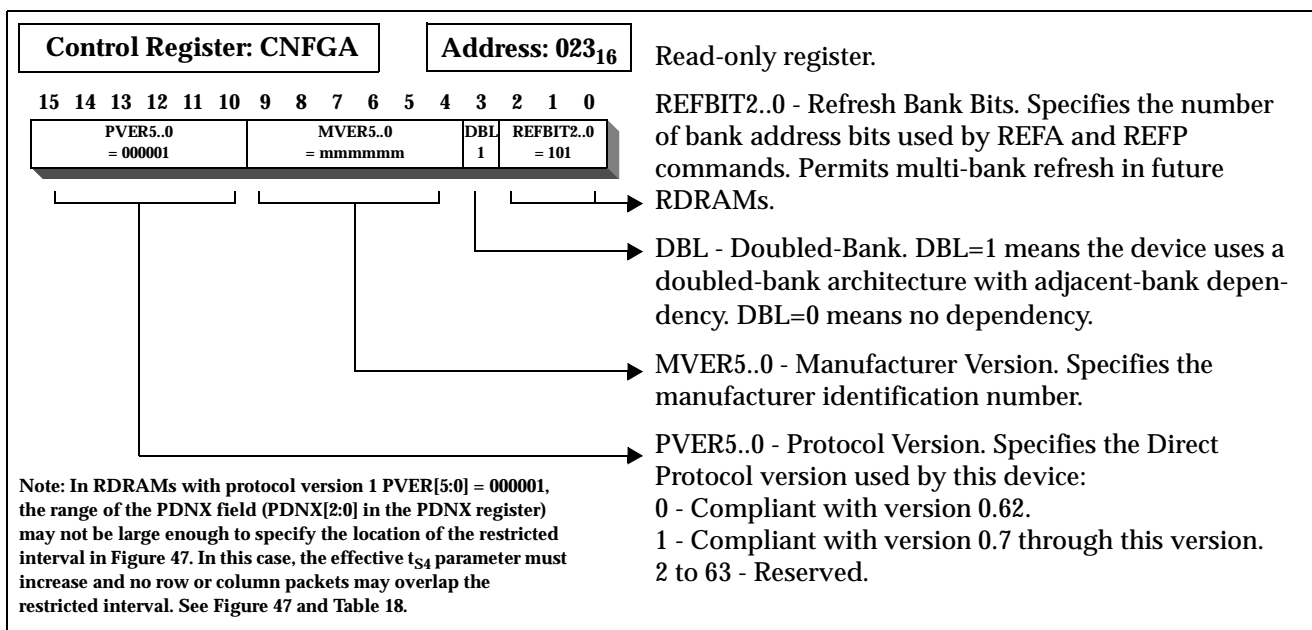 Control Register: CNFGA
Address: 023₁₆
15 14 13 12 11 10 9 8 7 6 5 4 3 2 1 0
PVER5..0
= 000001
MVER5..0
= mmmmmm
DBL
1
REFBIT2..0
= 101
Read-only register.
REFBIT2..0 - Refresh Bank Bits. Specifies the number
of bank address bits used by REFA and REFP
commands. Permits multi-bank refresh in future
RDRAMs.
DBL - Doubled-Bank. DBL=1 means the device uses a
doubled-bank architecture with adjacent-bank depen-
dency. DBL=0 means no dependency.
MVER5..0 - Manufacturer Version. Specifies the
manufacturer identification number.
PVER5..0 - Protocol Version. Specifies the Direct
Protocol version used by this device:
0 - Compliant with version 0.62.
1 - Compliant with version 0.7 through this version.
2 to 63 - Reserved.
Note: In RDRAMs with protocol version 1 PVER[5:0] = 000001,
the range of the PDNX field (PDNX[2:0] in the PDNX register)
may not be large enough to specify the location of the restricted
interval in Figure 47. In this case, the effective tS4 parameter must
increase and no row or column packets may overlap the
restricted interval. See Figure 47 and Table 18.